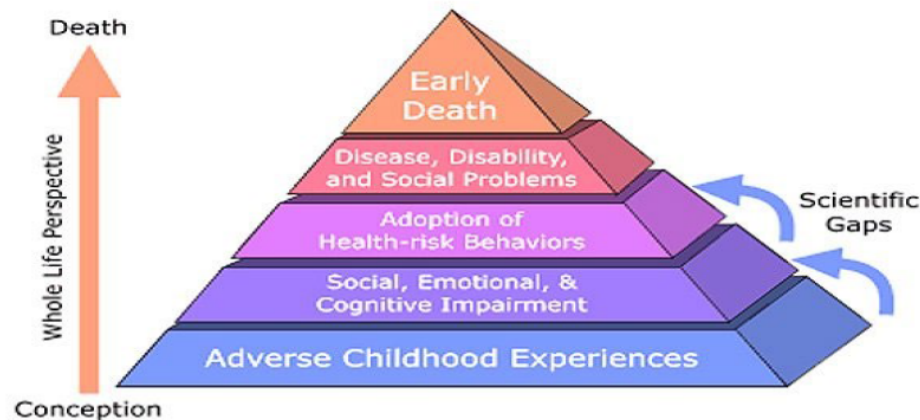 Death
Early
Death
Disease, Disability,
and Social Problems
Adoption of
Health-risk Behaviors
Social, Emotional, &
Cognitive Impairment
Adverse Childhood Experiences
Scientific
Gaps
Whole Life Perspective
Conception